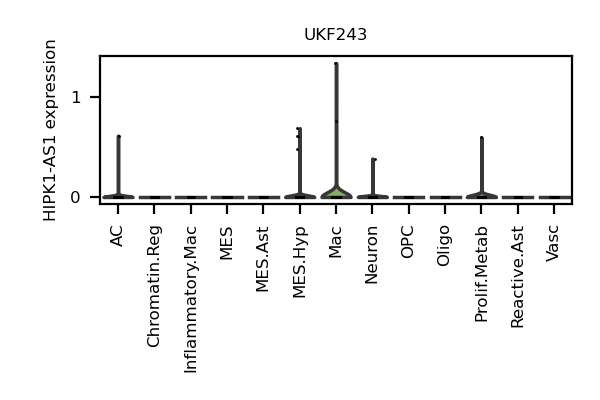 UKF243
HIPK1-AS1 expression
1
0
AC
Chromatin.Reg
Inflammatory.Mac
MES
MES.Ast
MES.Hyp
Mac
Neuron
OPC
Oligo
Prolif.Metab
Reactive.Ast
Vasc